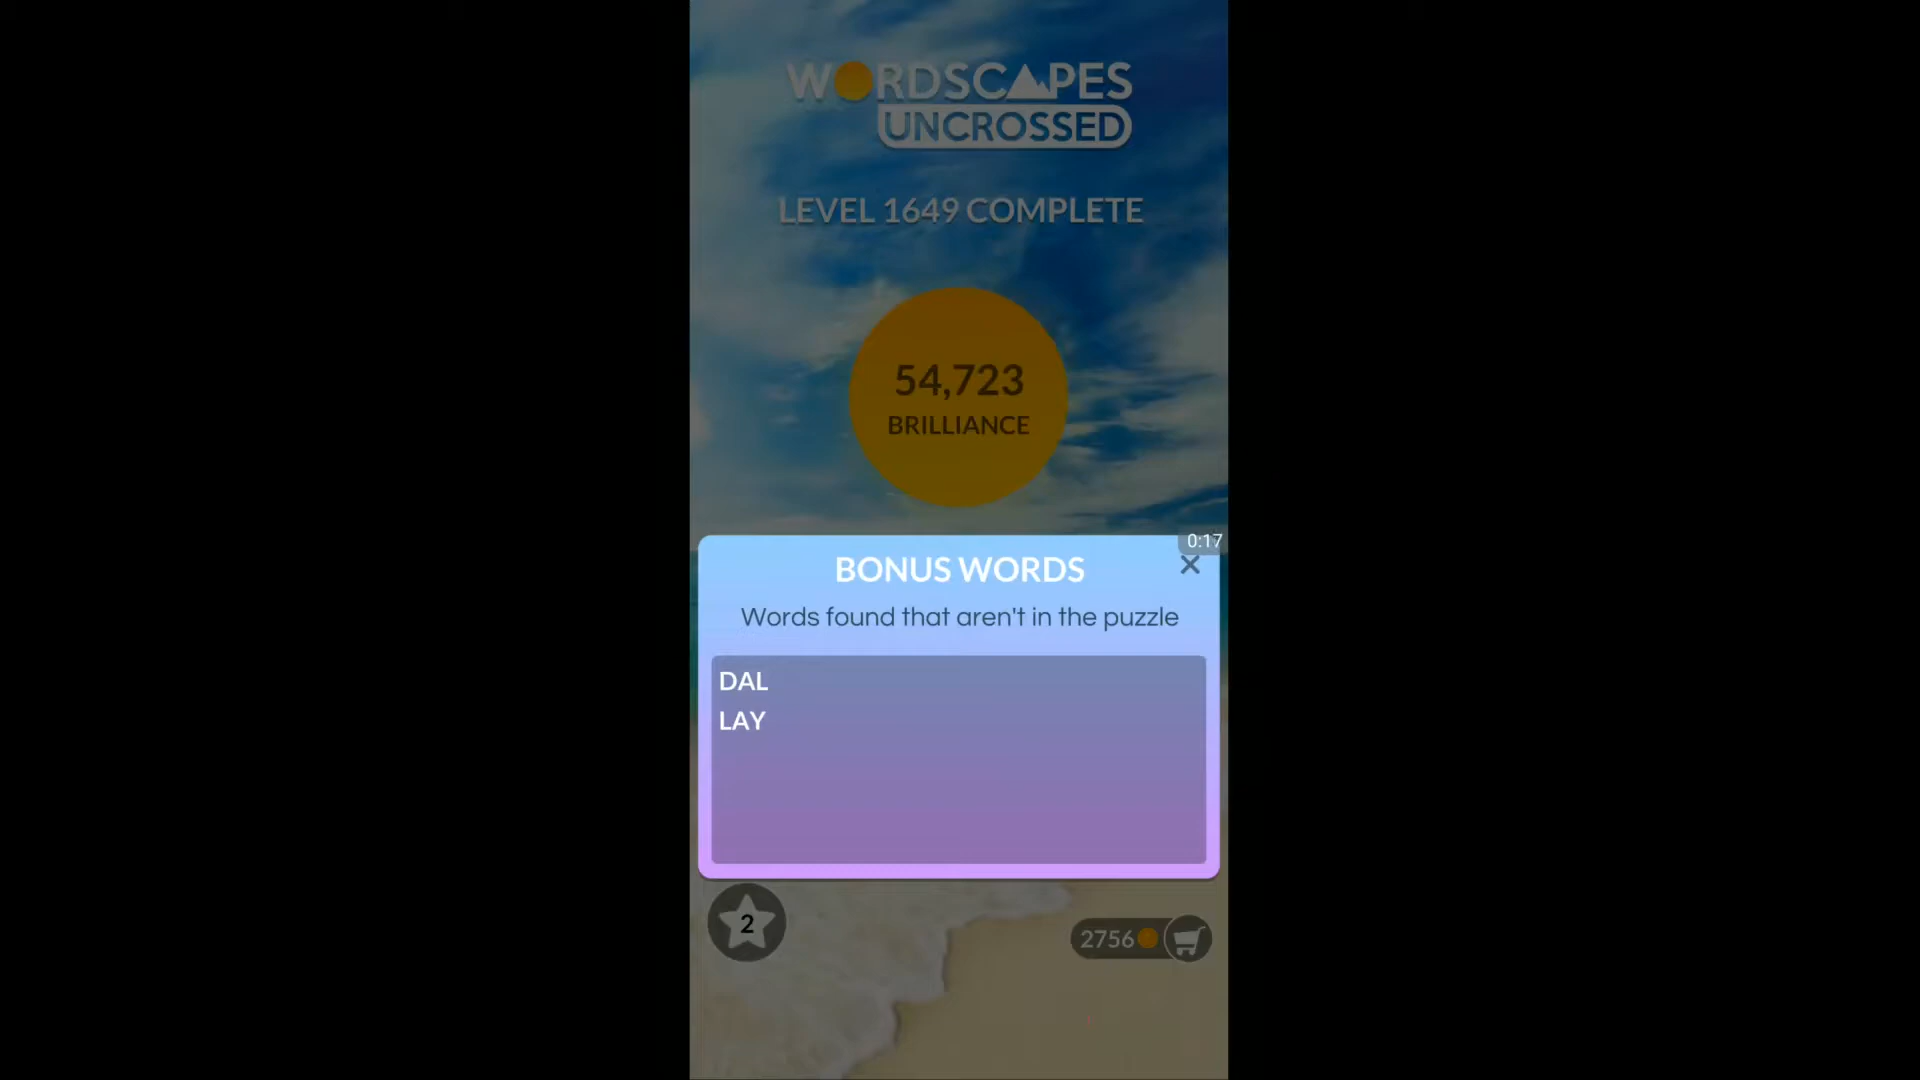 WORDSCAPES
UNCROSSED
LEVEL 1649 COMPLETE
54,723
BRILLIANCE
0:17
BONUS WORDS
Words found that aren't in the puzzle
DAL
LAY
2
2756